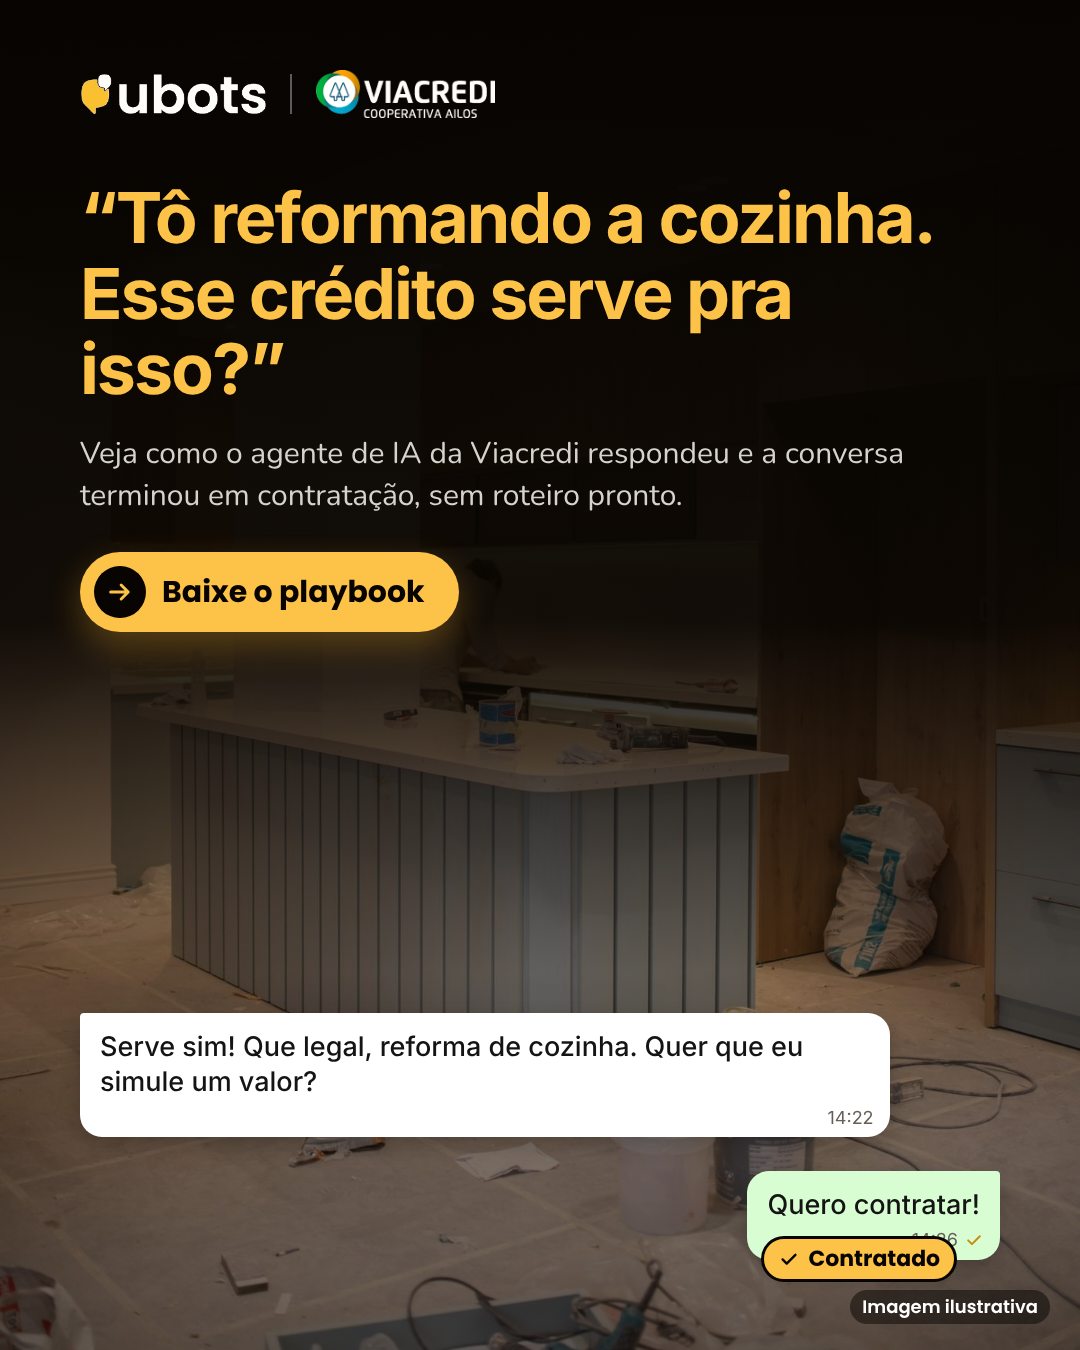 ubots
VIACREDI
COOPERATIVA AILOS
“Tô reformando a cozinha.
Esse crédito serve pra
isso?”
Veja como o agente de IA da Viacredi respondeu e a conversa
terminou em contratação, sem roteiro pronto.
Baixe o playbook
Serve sim! Que legal, reforma de cozinha. Quer que eu
simule um valor?
14:22
Quero contratar!
Contratado
Imagem ilustrativa